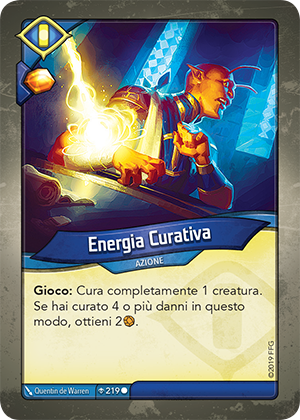 Energia Curativa
AZIONE
Gioco: Cura completamente 1 creatura.
Se hai curato 4 o più danni in questo
modo, ottieni 2.
Quentin de Warren
219
©2019 FFG